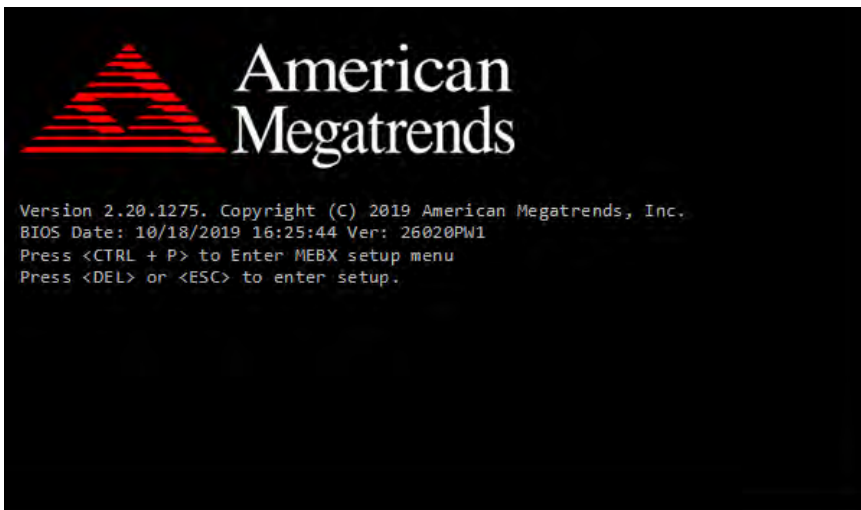 American
Megatrends
Version 2.20.1275. Copyright (C) 2019 American Megatrends, Inc.
BIOS Date: 10/18/2019 16:25:44 Ver: 26020PW1
Press <CTRL + P> to Enter MEBX setup menu
Press <DEL> or <ESC> to enter setup.